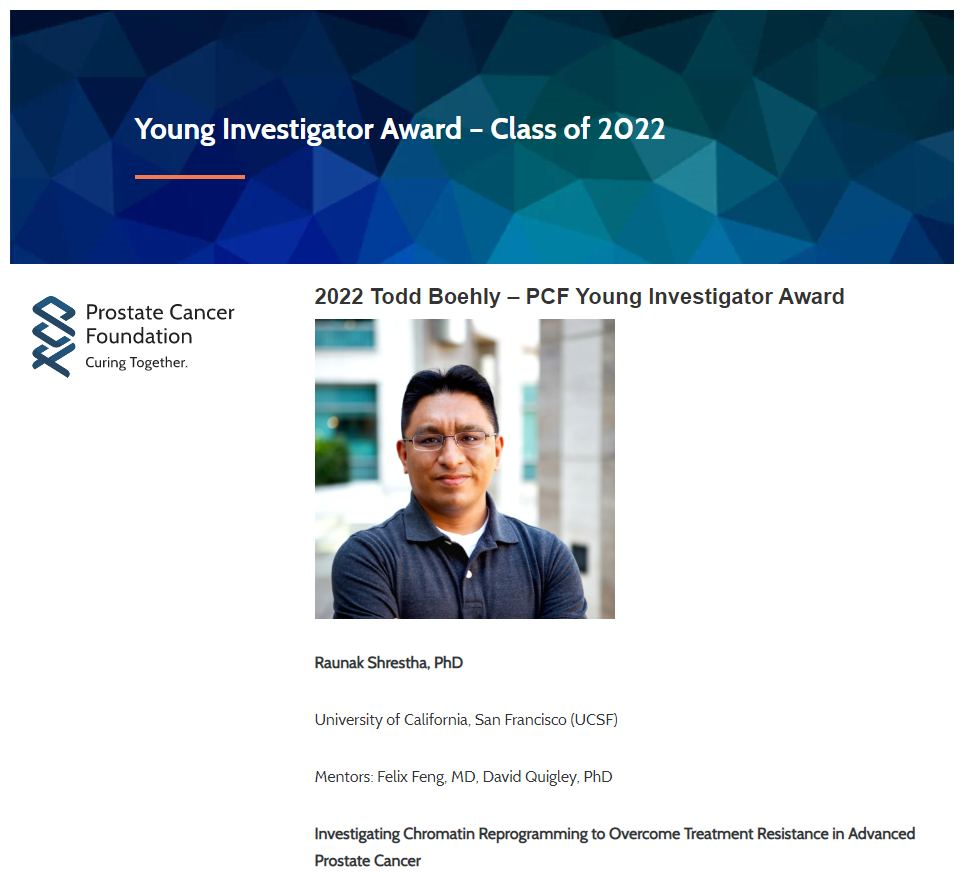 Young Investigator Award – Class of 2022
Prostate Cancer
Foundation
Curing Together.
2022 Todd Boehly – PCF Young Investigator Award
Raunak Shrestha, PhD
University of California, San Francisco (UCSF)
Mentors: Felix Feng, MD, David Quigley, PhD
Investigating Chromatin Reprogramming to Overcome Treatment Resistance in Advanced
Prostate Cancer